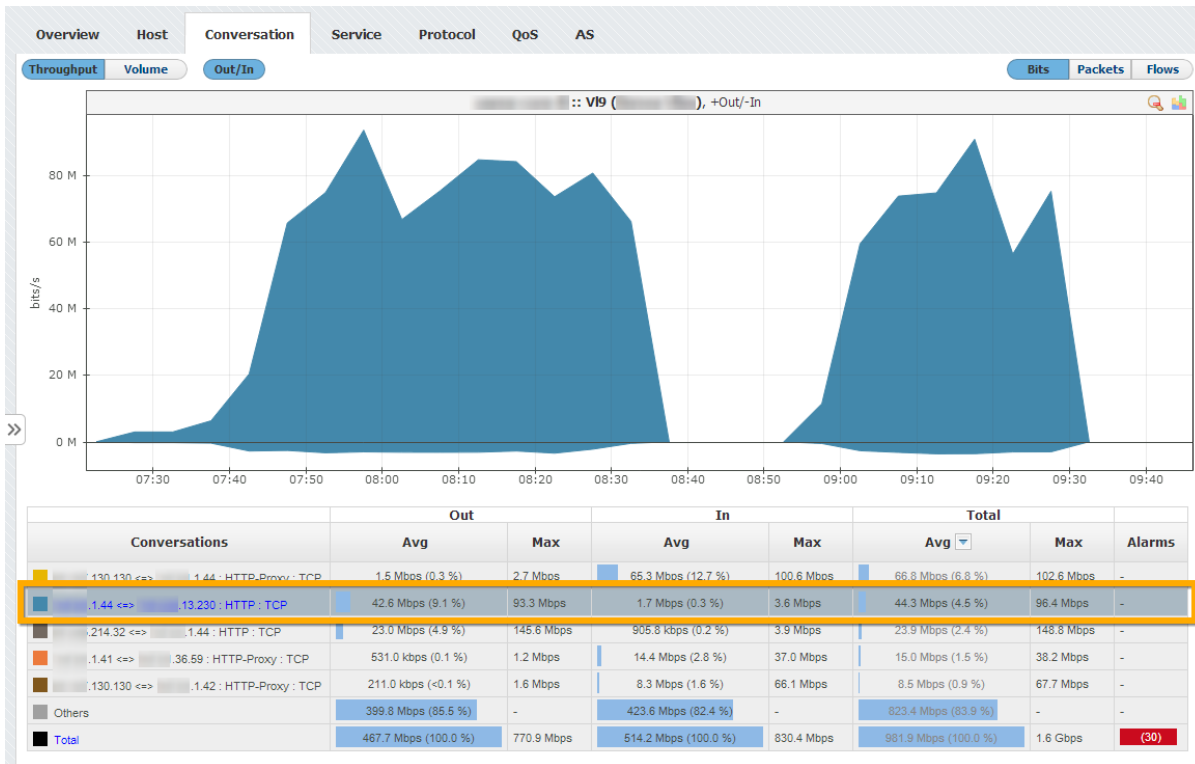 Overview Host Conversation Service Protocol QoS AS
Throughput Volume Out/In Bits Packets Flows
:: Vl9 ( ), +Out/-In
80 M
60 M
40 M
20 M
0 M
bits/s
07:30 07:40 07:50 08:00 08:10 08:20 08:30 08:40 08:50 09:00 09:10 09:20 09:30 09:40
Out In Total
Conversations Avg Max Avg Max Avg Max Alarms
.130.130 <=> .1.44 : HTTP-Proxy : TCP 1.5 Mbps (0.3 %) 2.7 Mbps 65.3 Mbps (12.7 %) 100.6 Mbps 66.8 Mbps (6.8 %) 102.6 Mbps -
.1.44 <=> .13.230 : HTTP : TCP 42.6 Mbps (9.1 %) 93.3 Mbps 1.7 Mbps (0.3 %) 3.6 Mbps 44.3 Mbps (4.5 %) 96.4 Mbps -
.214.32 <=> .1.44 : HTTP : TCP 23.0 Mbps (4.9 %) 145.6 Mbps 905.8 kbps (0.2 %) 3.9 Mbps 23.9 Mbps (2.4 %) 148.8 Mbps -
.1.41 <=> .36.59 : HTTP-Proxy : TCP 531.0 kbps (0.1 %) 1.2 Mbps 14.4 Mbps (2.8 %) 37.0 Mbps 15.0 Mbps (1.5 %) 38.2 Mbps -
.130.130 <=> .1.42 : HTTP-Proxy : TCP 211.0 kbps (<0.1 %) 1.6 Mbps 8.3 Mbps (1.6 %) 66.1 Mbps 8.5 Mbps (0.9 %) 67.7 Mbps -
Others 399.8 Mbps (85.5 %) - 423.6 Mbps (82.4 %) - 823.4 Mbps (83.9 %) - -
Total 467.7 Mbps (100.0 %) 770.9 Mbps 514.2 Mbps (100.0 %) 830.4 Mbps 981.9 Mbps (100.0 %) 1.6 Gbps (30)